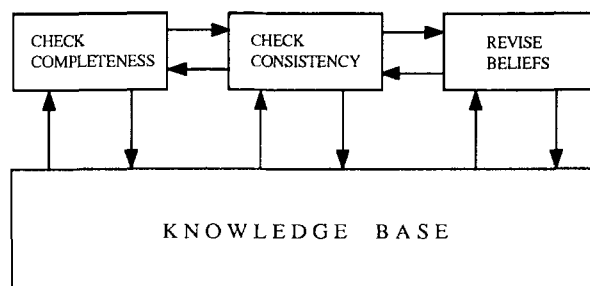 CHECK
COMPLETENESS
CHECK
CONSISTENCY
REVISE
BELIEFS
KNOWLEDGE BASE